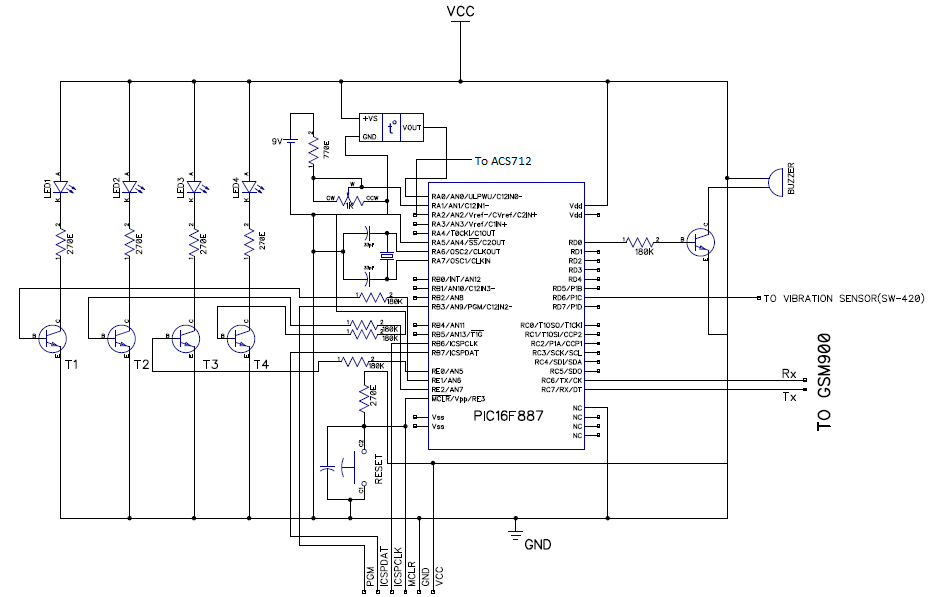 VCC
+VS
GND
t°
VOUT
9V
770E
To ACS712
W
CW
CCW
1K
LED1
LED2
LED3
LED4
A
A
A
A
C
C
C
C
270E
270E
270E
270E
33pF
33pF
RA0/AN0/ULPWU/C12IN0-
RA1/AN1/C12IN1-
RA2/AN2/Vref-/CVref/C2IN+
RA3/AN3/Vref/C1IN+
RA4/T0CKI/C1OUT
RA5/AN4/SS/C2OUT
RA6/OSC2/CLKOUT
RA7/OSC1/CLKIN
RB0/INT/AN12
RB1/AN10/C12IN3-
RB2/AN8
RB3/AN9/PGM/C12IN2-
RB4/AN11
RB5/AN13/T1G
RB6/ICSPCLK
RB7/ICSPDAT
RE0/AN5
RE1/AN6
RE2/AN7
MCLR/Vpp/RE3
Vss
Vss
PIC16F887
Vdd
Vdd
RD0
RD1
RD2
RD3
RD4
RD5/P1B
RD6/P1C
RD7/P1D
RC0/T1OSO/T1CKI
RC1/T1OSI/CCP2
RC2/P1A/CCP1
RC3/SCK/SCL
RC4/SDI/SDA
RC5/SDO
RC6/TX/CK
RC7/RX/DT
NC
NC
NC
NC
180K
B
C
E
BUZZER
TO VIBRATION SENSOR(SW-420)
Rx
Tx
TO GSM900
180K
180K
180K
180K
270E
B
C
E
T1
B
C
E
T2
B
C
E
T3
B
C
E
T4
C2
C1
RESET
GND
PGM
ICSPDAT
ICSPCLK
MCLR
GND
VCC